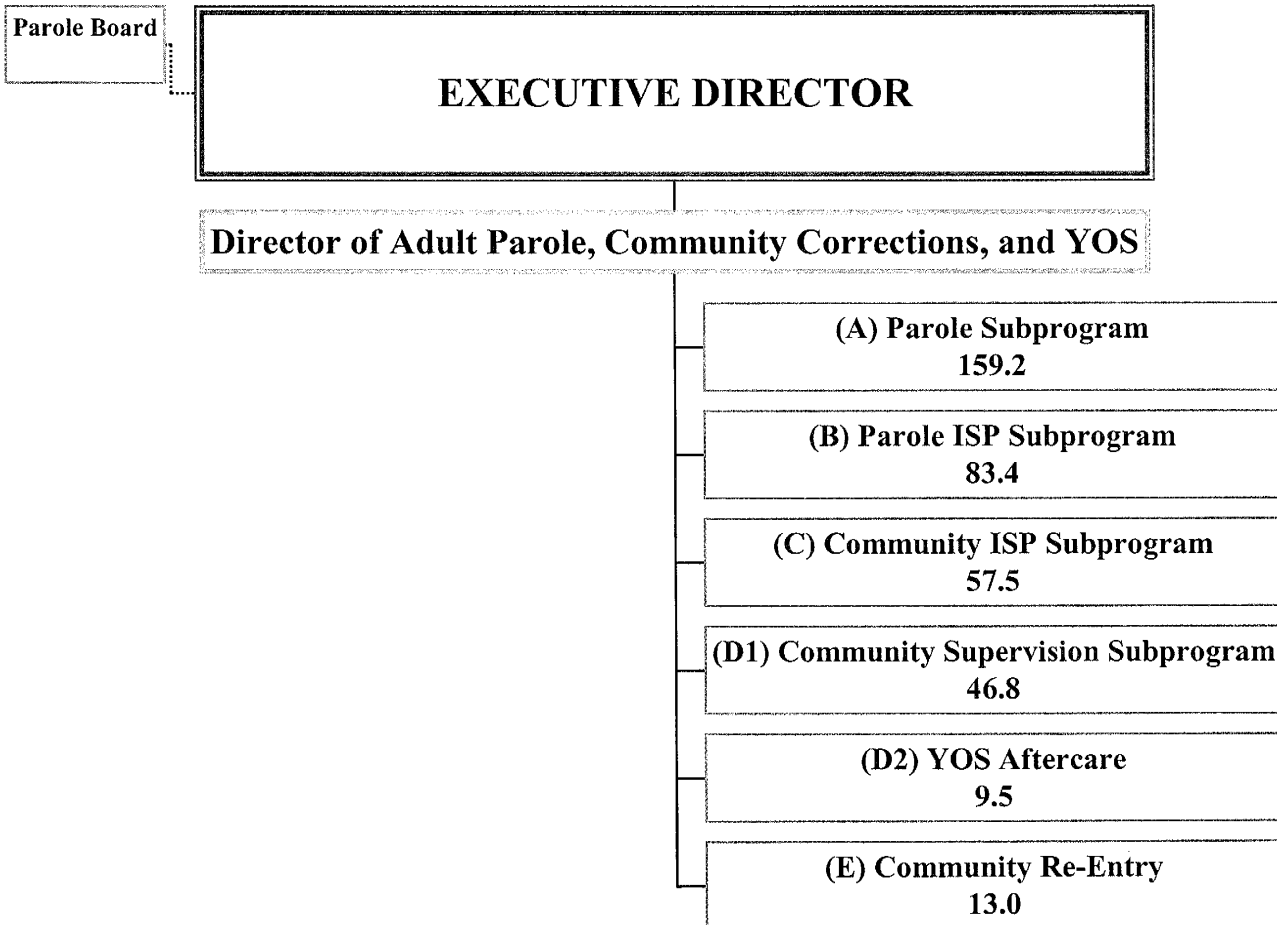 Parole Board
EXECUTIVE DIRECTOR
Director of Adult Parole, Community Corrections, and YOS
(A) Parole Subprogram
159.2
(B) Parole ISP Subprogram
83.4
(C) Community ISP Subprogram
57.5
(D1) Community Supervision Subprogram
46.8
(D2) YOS Aftercare
9.5
(E) Community Re-Entry
13.0